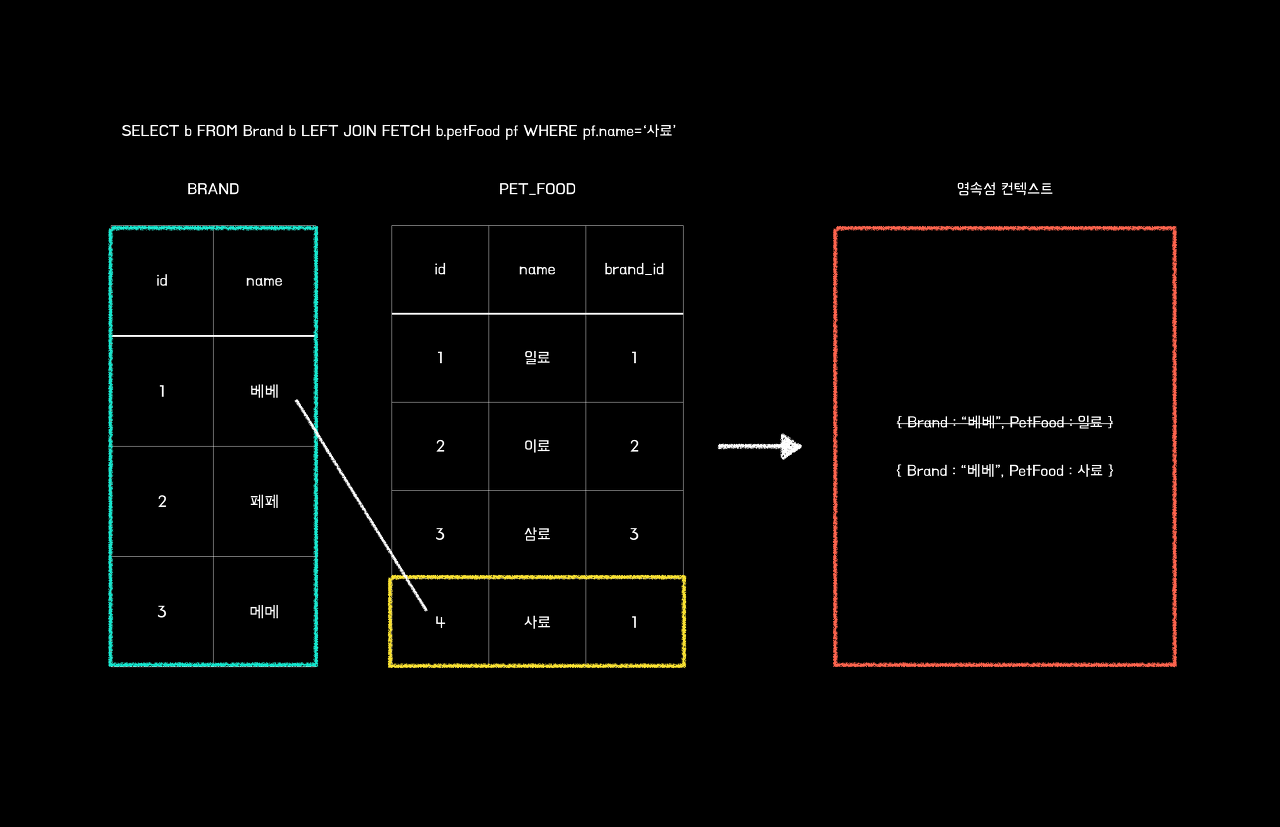 SELECT b FROM Brand b LEFT JOIN FETCH b.petFood pf WHERE pf.name=‘사료’
BRAND
id name
1 베베
2 페페
3 메메
PET_FOOD
id name brand_id
1 일료 1
2 이료 2
3 삼료 3
4 사료 1
영속성 컨텍스트
{ Brand : “베베”, PetFood : 일료 }
{ Brand : “베베”, PetFood : 사료 }